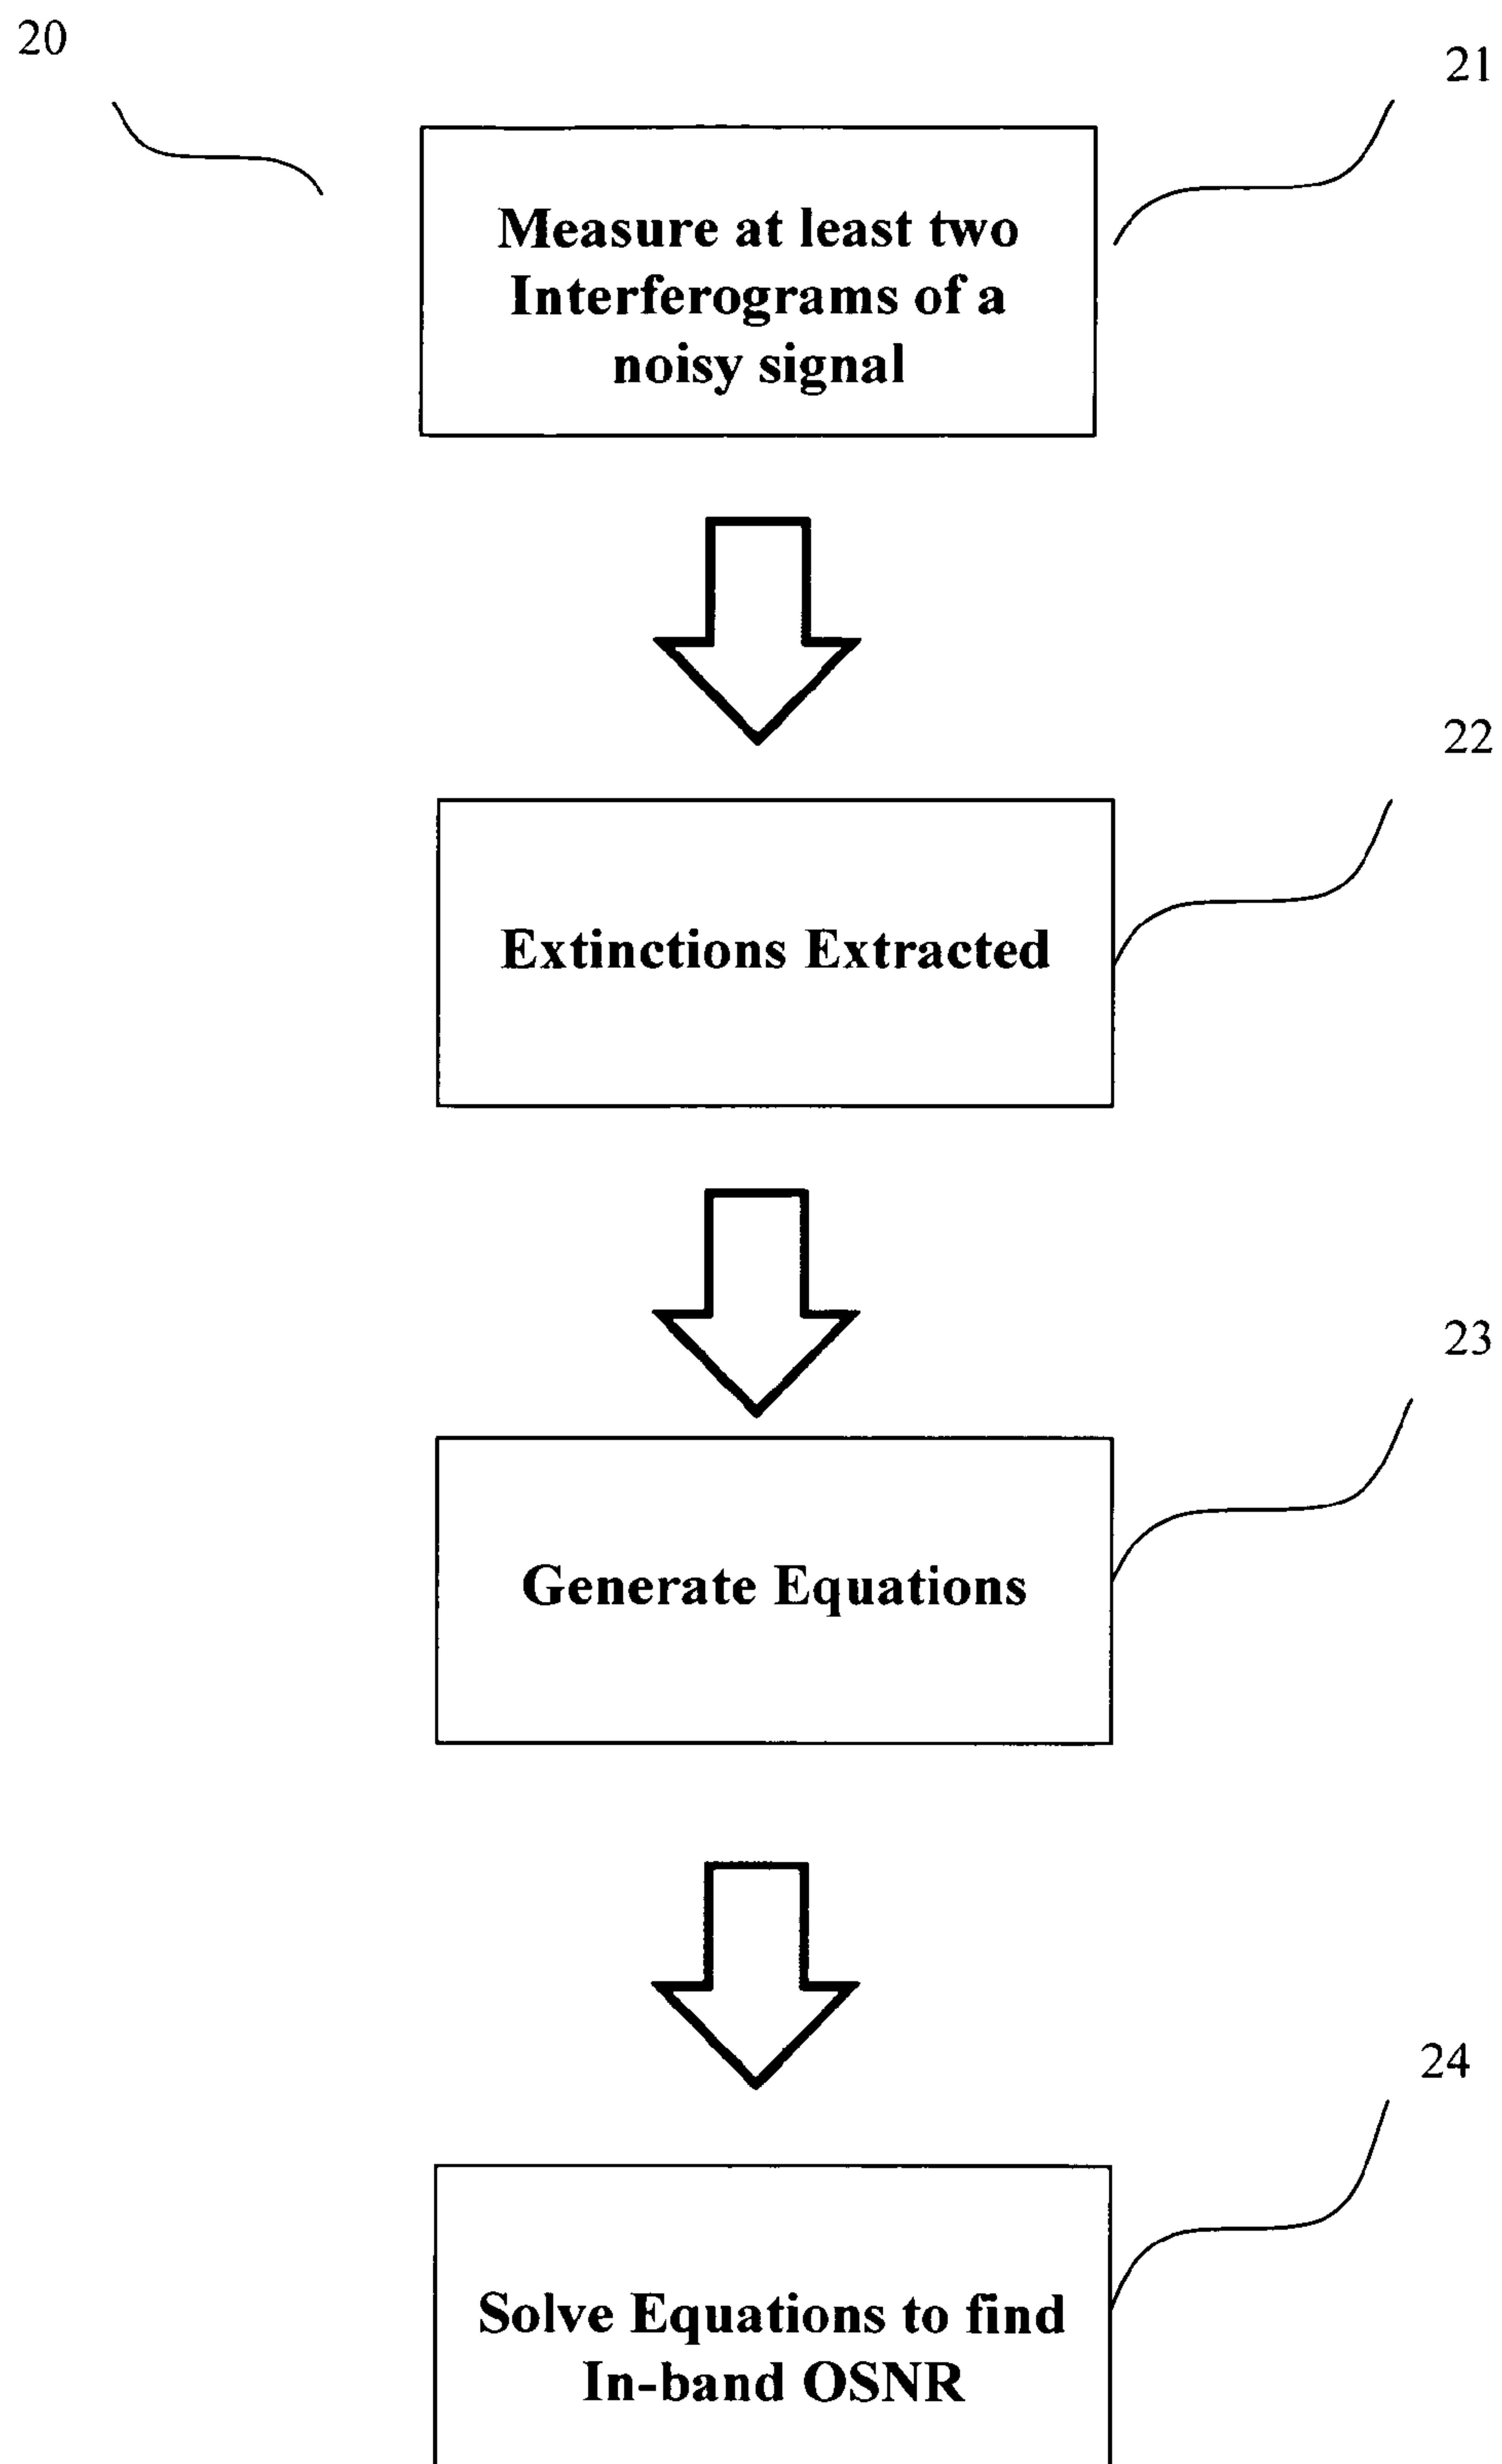 20
21
Measure at least two
Interferograms of a
noisy signal
22
Extinctions Extracted
23
Generate Equations
24
Solve Equations to find
In-band OSNR